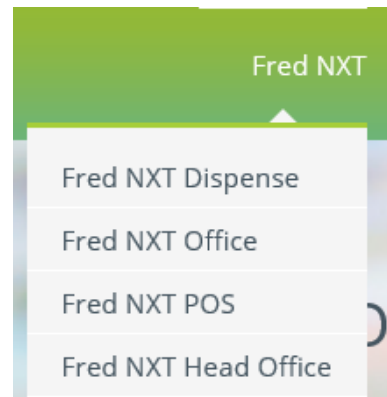 Fred NXT
Fred NXT Dispense
Fred NXT Office
Fred NXT POS
Fred NXT Head Office